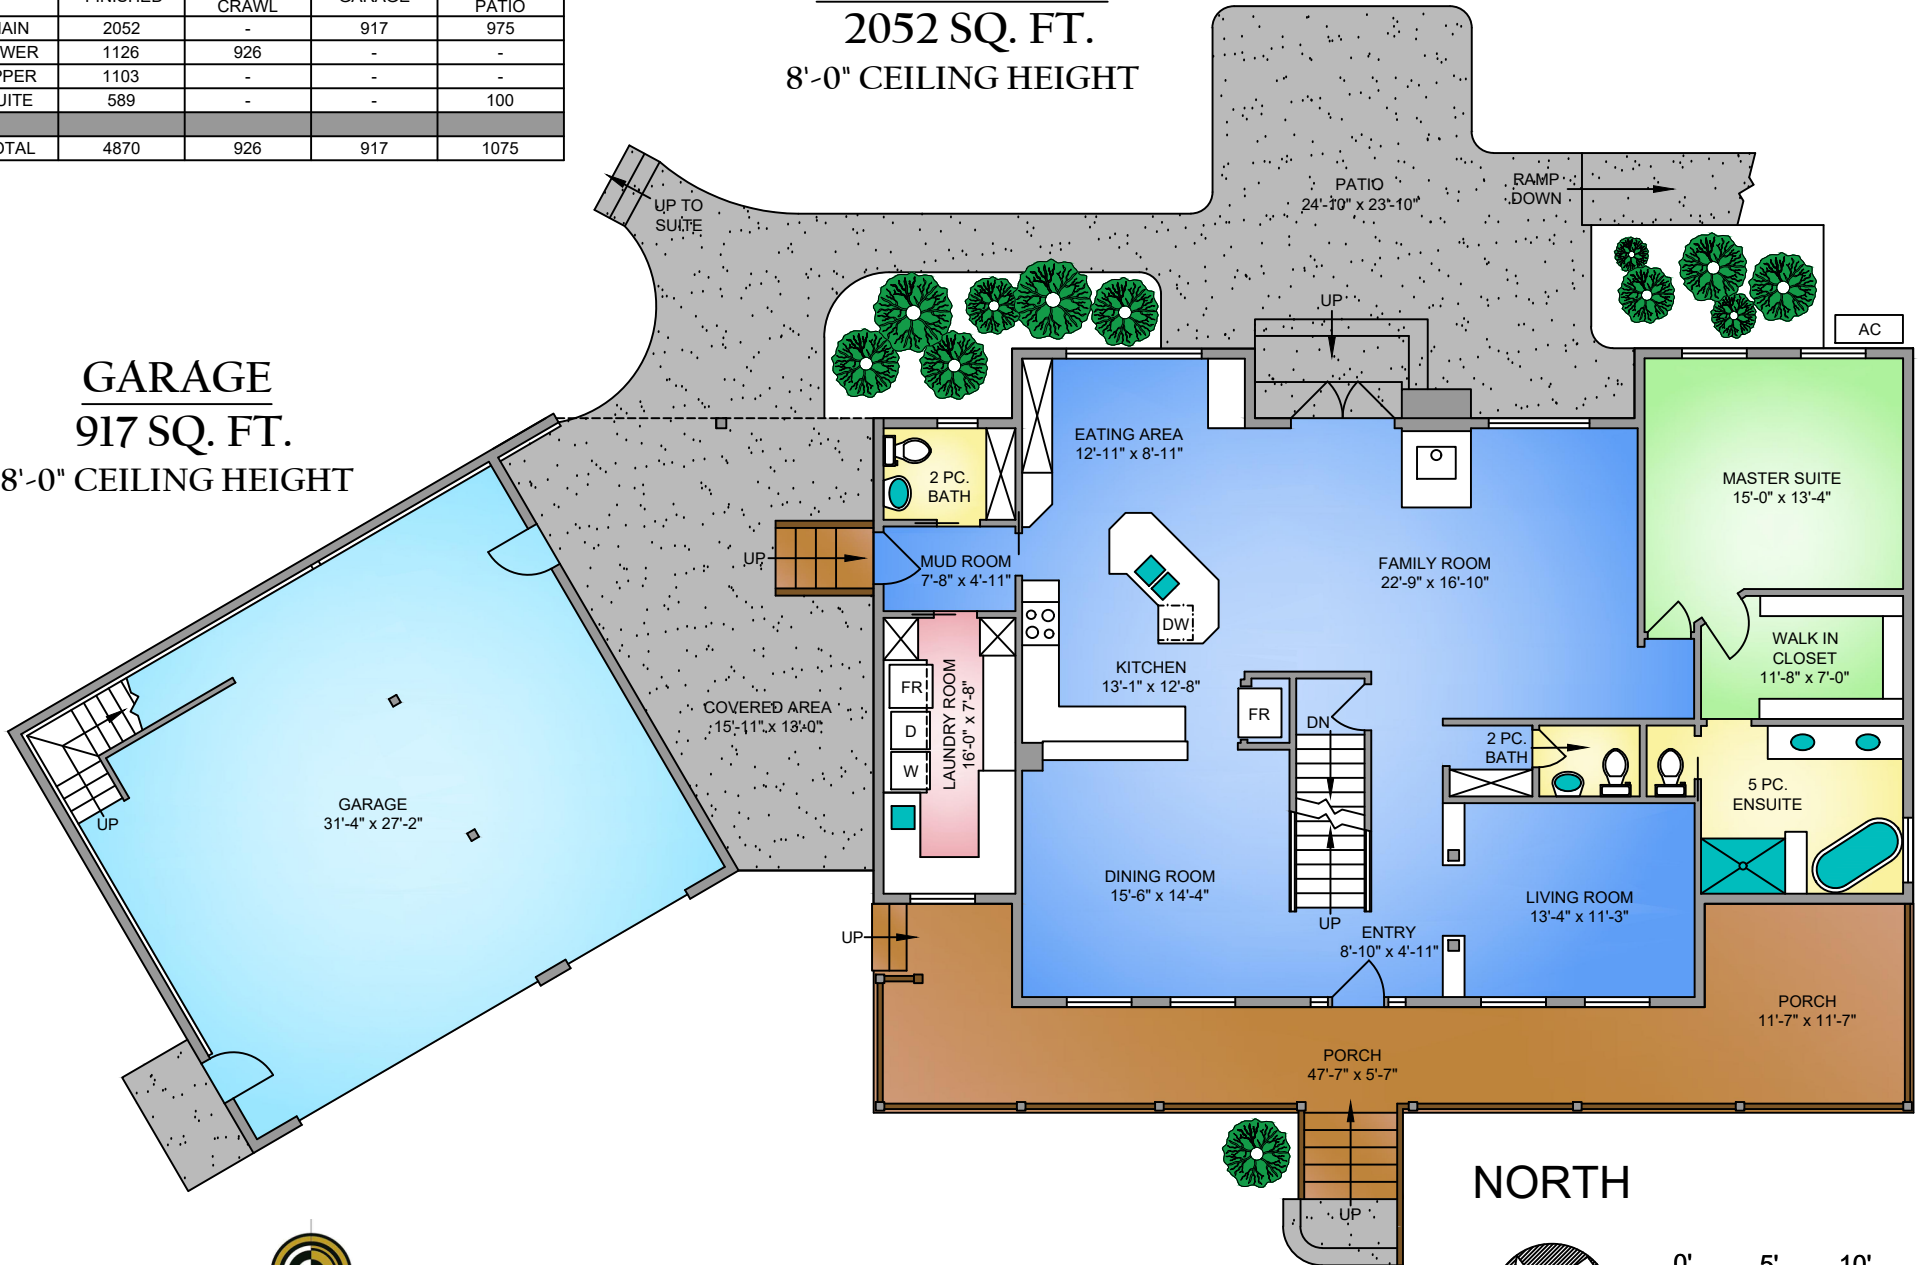 FINISHED CRAWL GARAGE PATIO
MAIN 2052 - 917 975
1126 926 - -
1103 - - -
589 - - 100
4870 926 917 1075
2052 SQ. FT.
8'-0" CEILING HEIGHT
GARAGE
917 SQ. FT.
8'-0" CEILING HEIGHT
UP TO
SUITE
PATIO
24'-10" x 23'-10"
RAMP
DOWN
UP
AC
EATING AREA
12'-11" x 8'-11"
2 PC.
BATH
MASTER SUITE
15'-0" x 13'-4"
UP
MUD ROOM
7'-8" x 4'-11"
FAMILY ROOM
22'-9" x 16'-10"
DW
WALK IN
CLOSET
11'-8" x 7'-0"
KITCHEN
13'-1" x 12'-8"
FR
D
W
LAUNDRY ROOM
16'-0" x 7'-8"
COVERED AREA
15'-11" x 13'-0"
FR
DN
2 PC.
BATH
5 PC.
ENSUITE
GARAGE
31'-4" x 27'-2"
UP
DINING ROOM
15'-6" x 14'-4"
LIVING ROOM
13'-4" x 11'-3"
UP
ENTRY
8'-10" x 4'-11"
UP
PORCH
11'-7" x 11'-7"
PORCH
47'-7" x 5'-7"
UP
NORTH
0' 5' 10'